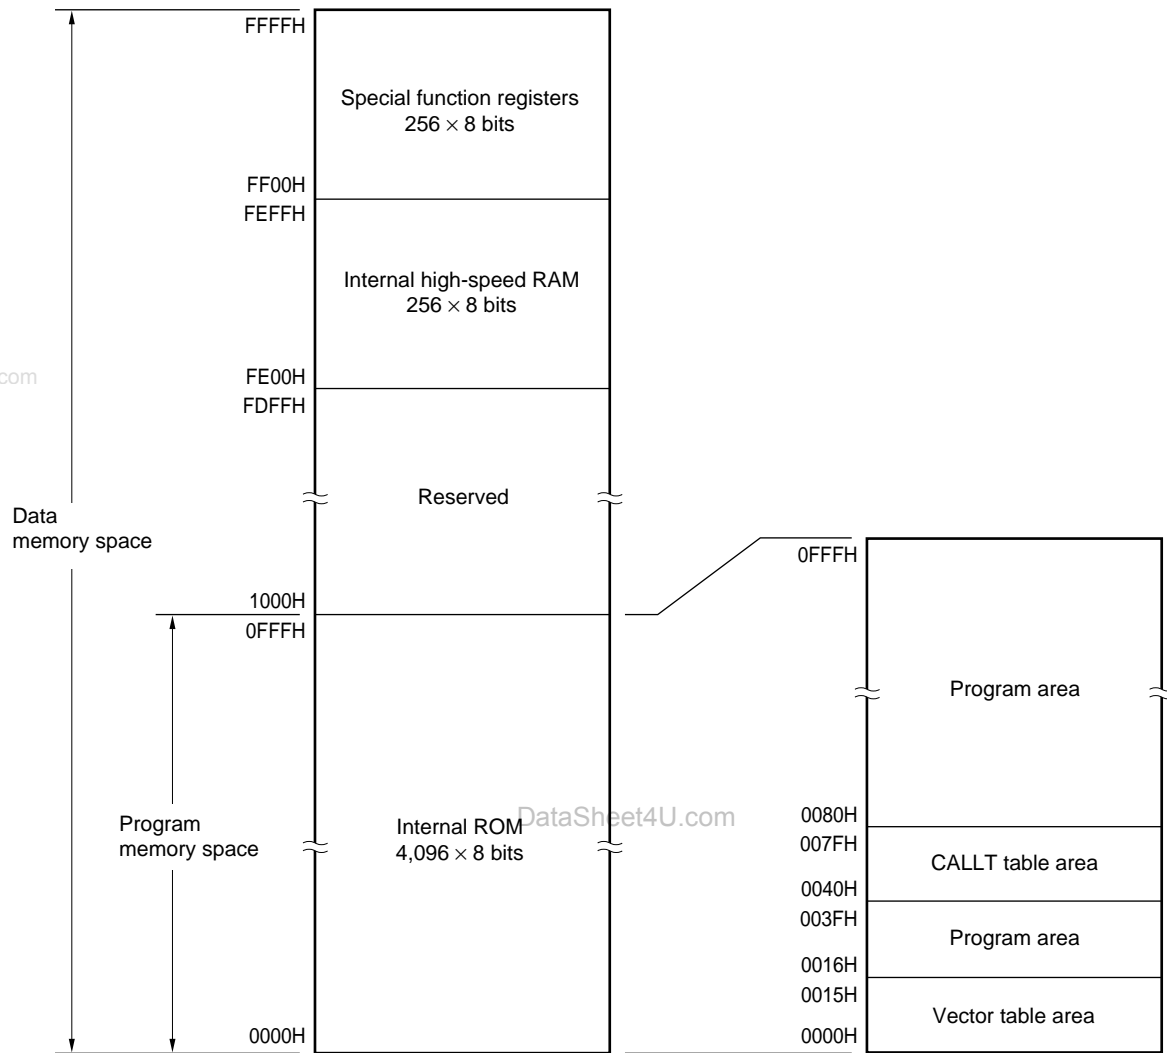 FFFFH
Special function registers
256 × 8 bits
FF00H
FEFFH
Internal high-speed RAM
256 × 8 bits
.com
FE00H
FDFFH
Reserved
Data
memory space
1000H
0FFFH
Program
memory space
Internal ROM
4,096 × 8 bits
DataSheet4U.com
0000H
0FFFH
Program area
0080H
007FH
CALLT table area
0040H
003FH
Program area
0016H
0015H
Vector table area
0000H